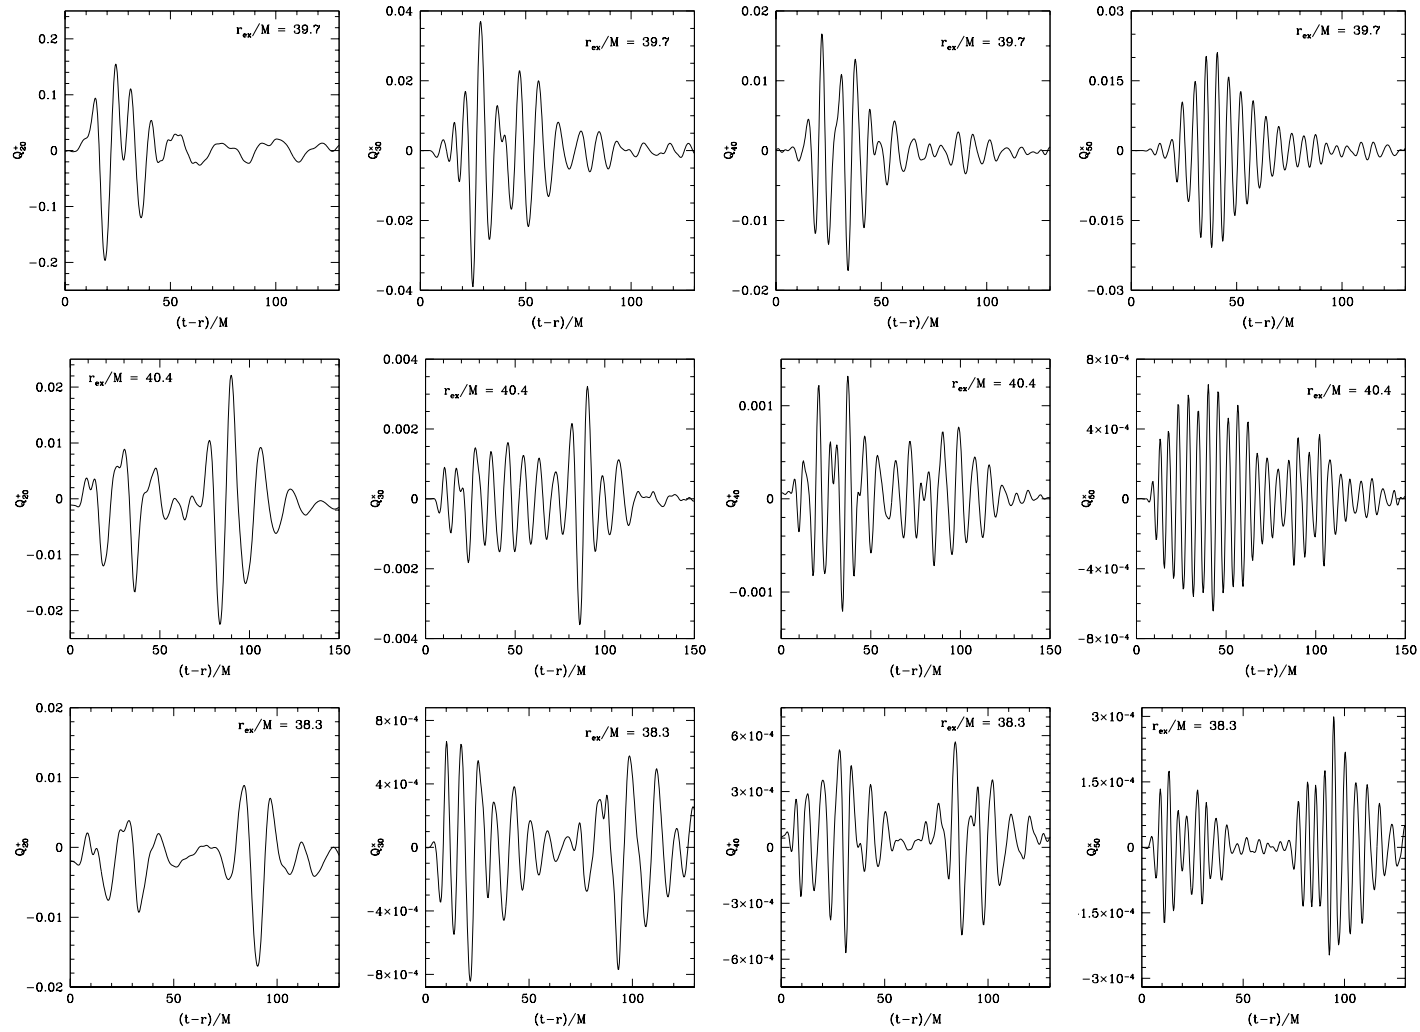 r_ex/M = 39.7
0.2
0.1
0
−0.1
−0.2
Q⁺₂₀
0 50 100
(t−r)/M
r_ex/M = 39.7
0.04
0.02
0
−0.02
−0.04
Qˣ₃₀
0 50 100
(t−r)/M
r_ex/M = 39.7
0.02
0.01
0
−0.01
−0.02
Q⁺₄₀
0 50 100
(t−r)/M
r_ex/M = 39.7
0.03
0.015
0
−0.015
−0.03
Qˣ₅₀
0 50 100
(t−r)/M
r_ex/M = 40.4
0.02
0.01
0
−0.01
−0.02
Q⁺₂₀
0 50 100 150
(t−r)/M
r_ex/M = 40.4
0.004
0.002
0
−0.002
−0.004
Qˣ₃₀
0 50 100 150
(t−r)/M
r_ex/M = 40.4
0.001
0
−0.001
Q⁺₄₀
0 50 100 150
(t−r)/M
r_ex/M = 40.4
8×10⁻⁴
4×10⁻⁴
0
−4×10⁻⁴
−8×10⁻⁴
Qˣ₅₀
0 50 100 150
(t−r)/M
r_ex/M = 38.3
0.02
0.01
0
−0.01
−0.02
Q⁺₂₀
0 50 100
(t−r)/M
r_ex/M = 38.3
8×10⁻⁴
4×10⁻⁴
0
−4×10⁻⁴
−8×10⁻⁴
Qˣ₃₀
0 50 100
(t−r)/M
r_ex/M = 38.3
6×10⁻⁴
3×10⁻⁴
0
−3×10⁻⁴
−6×10⁻⁴
Q⁺₄₀
0 50 100
(t−r)/M
r_ex/M = 38.3
3×10⁻⁴
1.5×10⁻⁴
0
1.5×10⁻⁴
−3×10⁻⁴
Qˣ₅₀
0 50 100
(t−r)/M